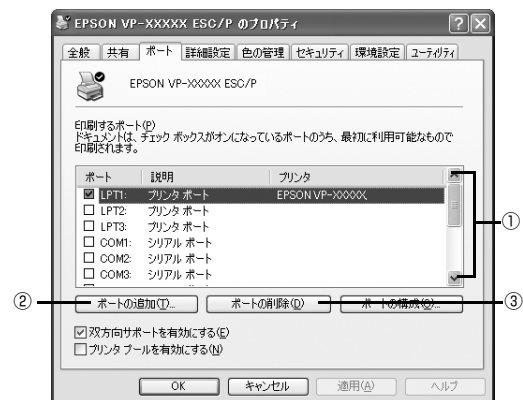 EPSON VP-XXXXX ESC/P のプロパティ
全般 共有 ポート 詳細設定 色の管理 セキュリティ 環境設定 ユーティリティ
EPSON VP-XXXXX ESC/P
印刷するポート(P)
ドキュメントは、チェック ボックスがオンになっているポートのうち、最初に利用可能なもので
印刷されます。
ポート 説明 プリンタ
LPT1: プリンタ ポート EPSON VP-XXXXX,
LPT2: プリンタ ポート
LPT3: プリンタ ポート
COM1: シリアル ポート
COM2: シリアル ポート
COM3: シリアル ポート
①
② ポートの追加(T)... ポートの削除(D) ポートの構成(C)... ③
双方向サポートを有効にする(E)
プリンタ プールを有効にする(N)
OK キャンセル 適用(A) ヘルプ